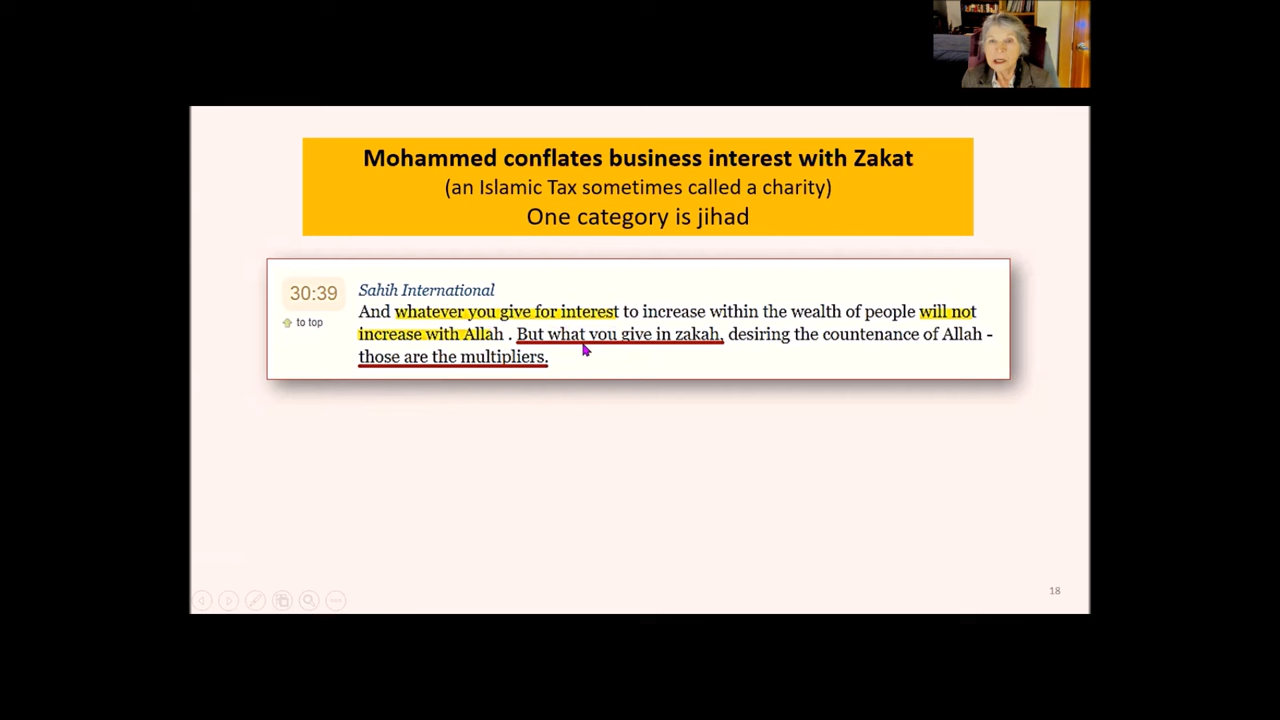 Mohammed conflates business interest with Zakat
(an Islamic Tax sometimes called a charity)
One category is jihad
30:39
to top
Sahih International
And whatever you give for interest to increase within the wealth of people will not
increase with Allah . But what you give in zakah, desiring the countenance of Allah -
those are the multipliers.
18